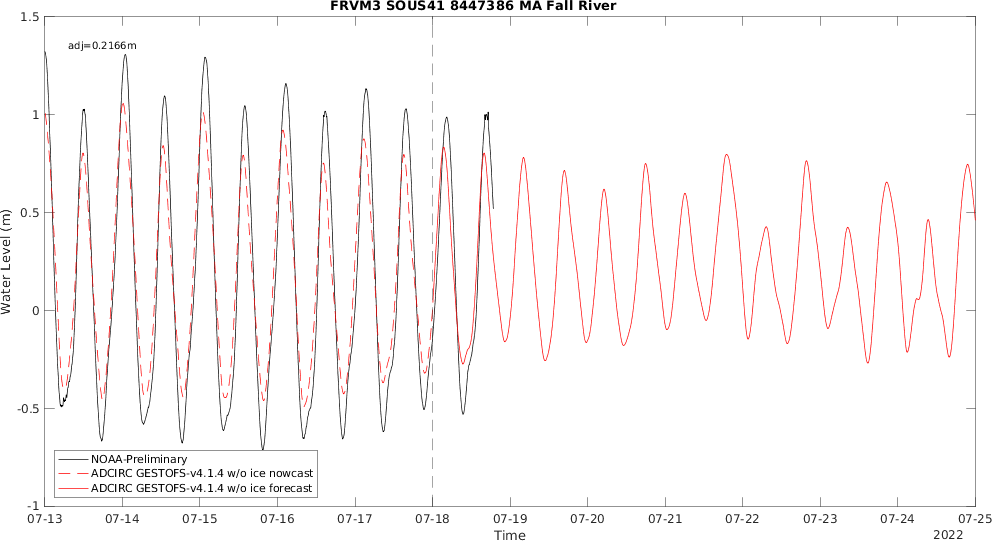 FRVM3 SOUS41 8447386 MA Fall River
1.5
adj=0.2166m
1
0.5
Water Level (m)
0
-0.5
NOAA-Preliminary
ADCIRC GESTOFS-v4.1.4 w/o ice nowcast
ADCIRC GESTOFS-v4.1.4 w/o ice forecast
-1
07-13 07-14 07-15 07-16 07-17 07-18 07-19 07-20 07-21 07-22 07-23 07-24 07-25
Time
2022